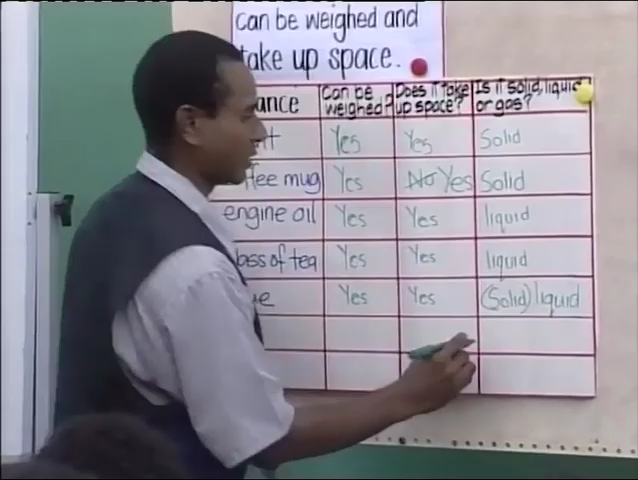 can be weighed and
take up space.
ance Can be weighed? Does it take up space? Is it solid, liquid or gas?
Yes Yes Solid
ffee mug Yes No Yes Solid
engine oil Yes Yes liquid
lass of tea Yes Yes liquid
ue Yes Yes (Solid) liquid